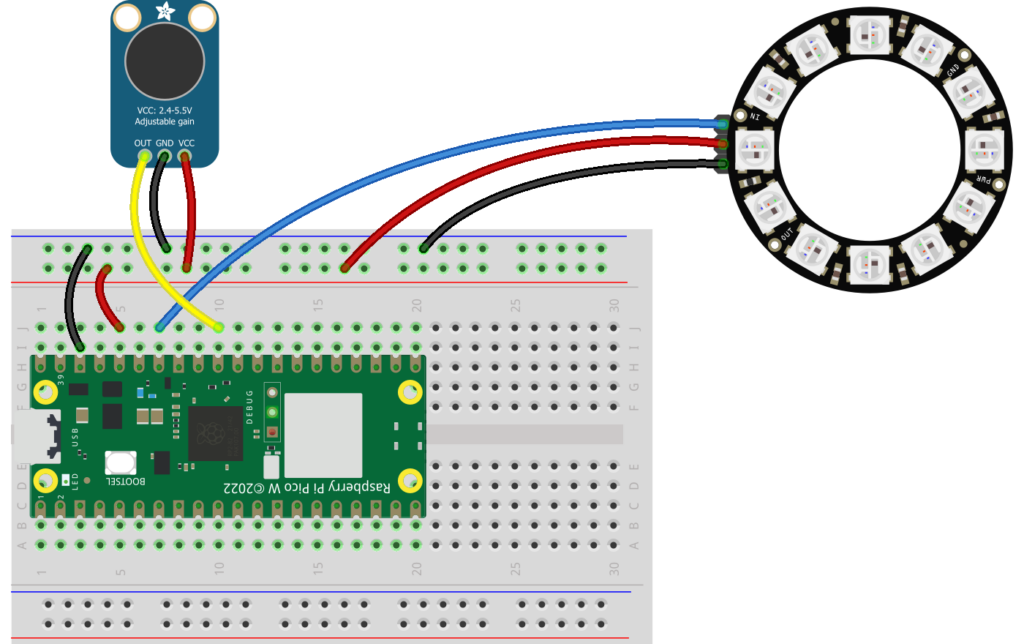 VCC: 2.4-5.5V
Adjustable gain
OUT GND VCC
GND
IN
PWR
OUT
1 5 10 15 20 25 30
J J
I I
H H
G G
F F
39
DEBUG
USB
BOOTSEL
LED
1
2
Raspberry Pi Pico W ©2022
E E
D D
C C
B B
A A
1 5 10 15 20 25 30